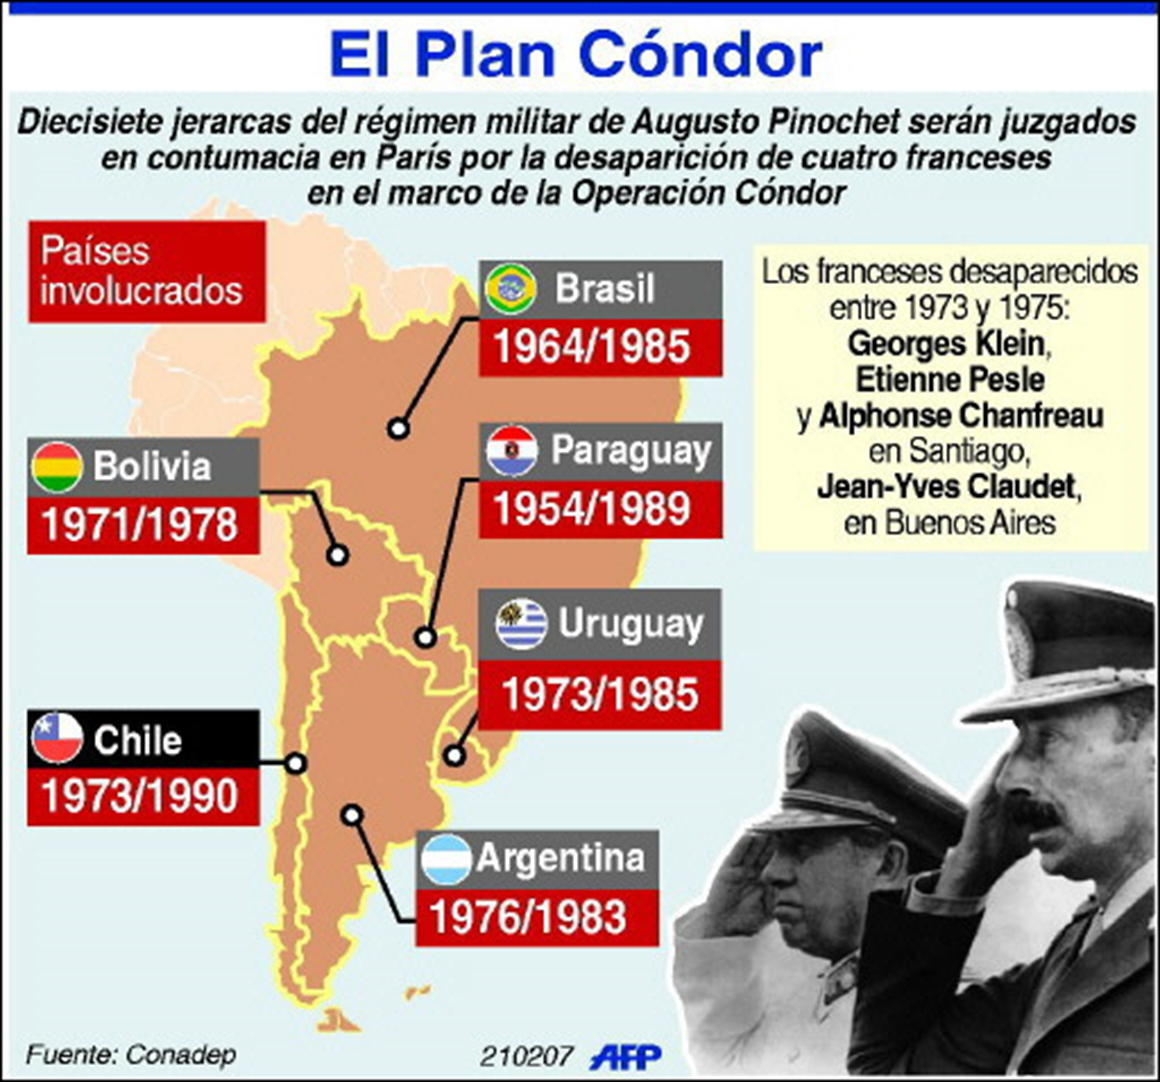 El Plan Cóndor
Diecisiete jerarcas del régimen militar de Augusto Pinochet serán juzgados
en contumacia en París por la desaparición de cuatro franceses
en el marco de la Operación Cóndor
Países
involucrados
Brasil
1964/1985
Los franceses desaparecidos
entre 1973 y 1975:
Georges Klein,
Etienne Pesle
y Alphonse Chanfreau
en Santiago,
Jean-Yves Claudet,
en Buenos Aires
Bolivia
1971/1978
Paraguay
1954/1989
Uruguay
1973/1985
Chile
1973/1990
Argentina
1976/1983
Fuente: Conadep
210207 AFP